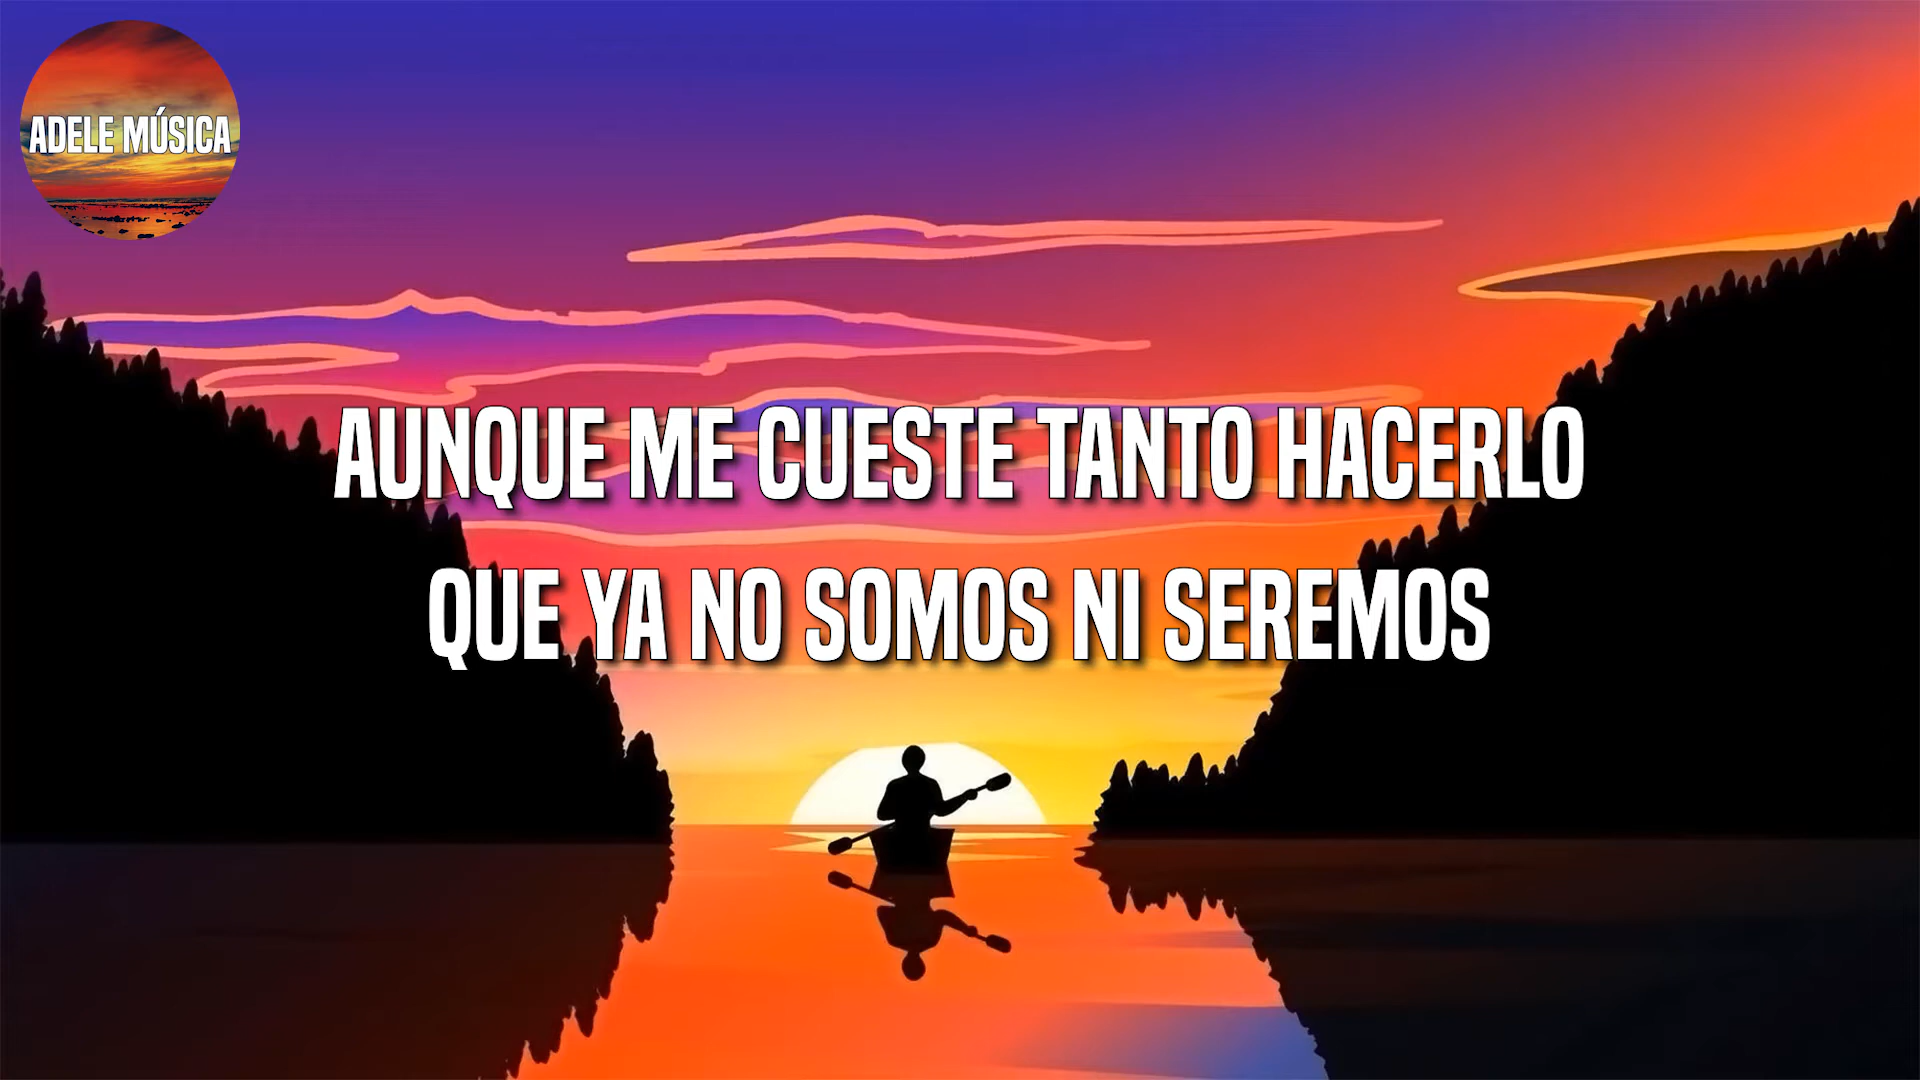 ADELE MÚSICA
AUNQUE ME CUESTE TANTO HACERLO
QUE YA NO SOMOS NI SEREMOS